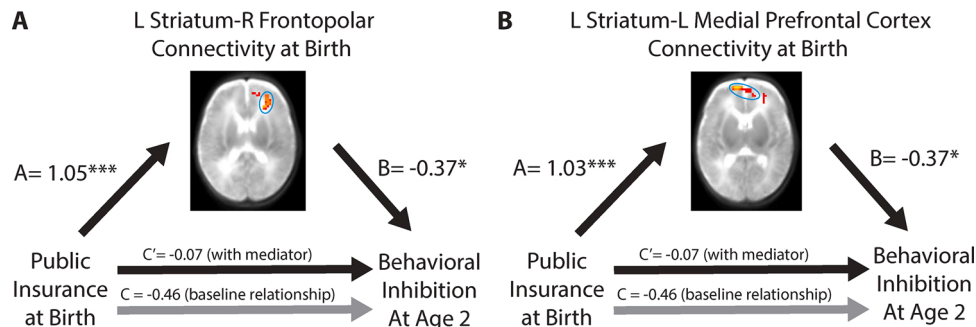 A
L Striatum-R Frontopolar
Connectivity at Birth
A= 1.05***
B= -0.37*
Public
Insurance
at Birth
C'= -0.07 (with mediator)
C = -0.46 (baseline relationship)
Behavioral
Inhibition
At Age 2
B
L Striatum-L Medial Prefrontal Cortex
Connectivity at Birth
A= 1.03***
B= -0.37*
Public
Insurance
at Birth
C'= -0.07 (with mediator)
C = -0.46 (baseline relationship)
Behavioral
Inhibition
At Age 2